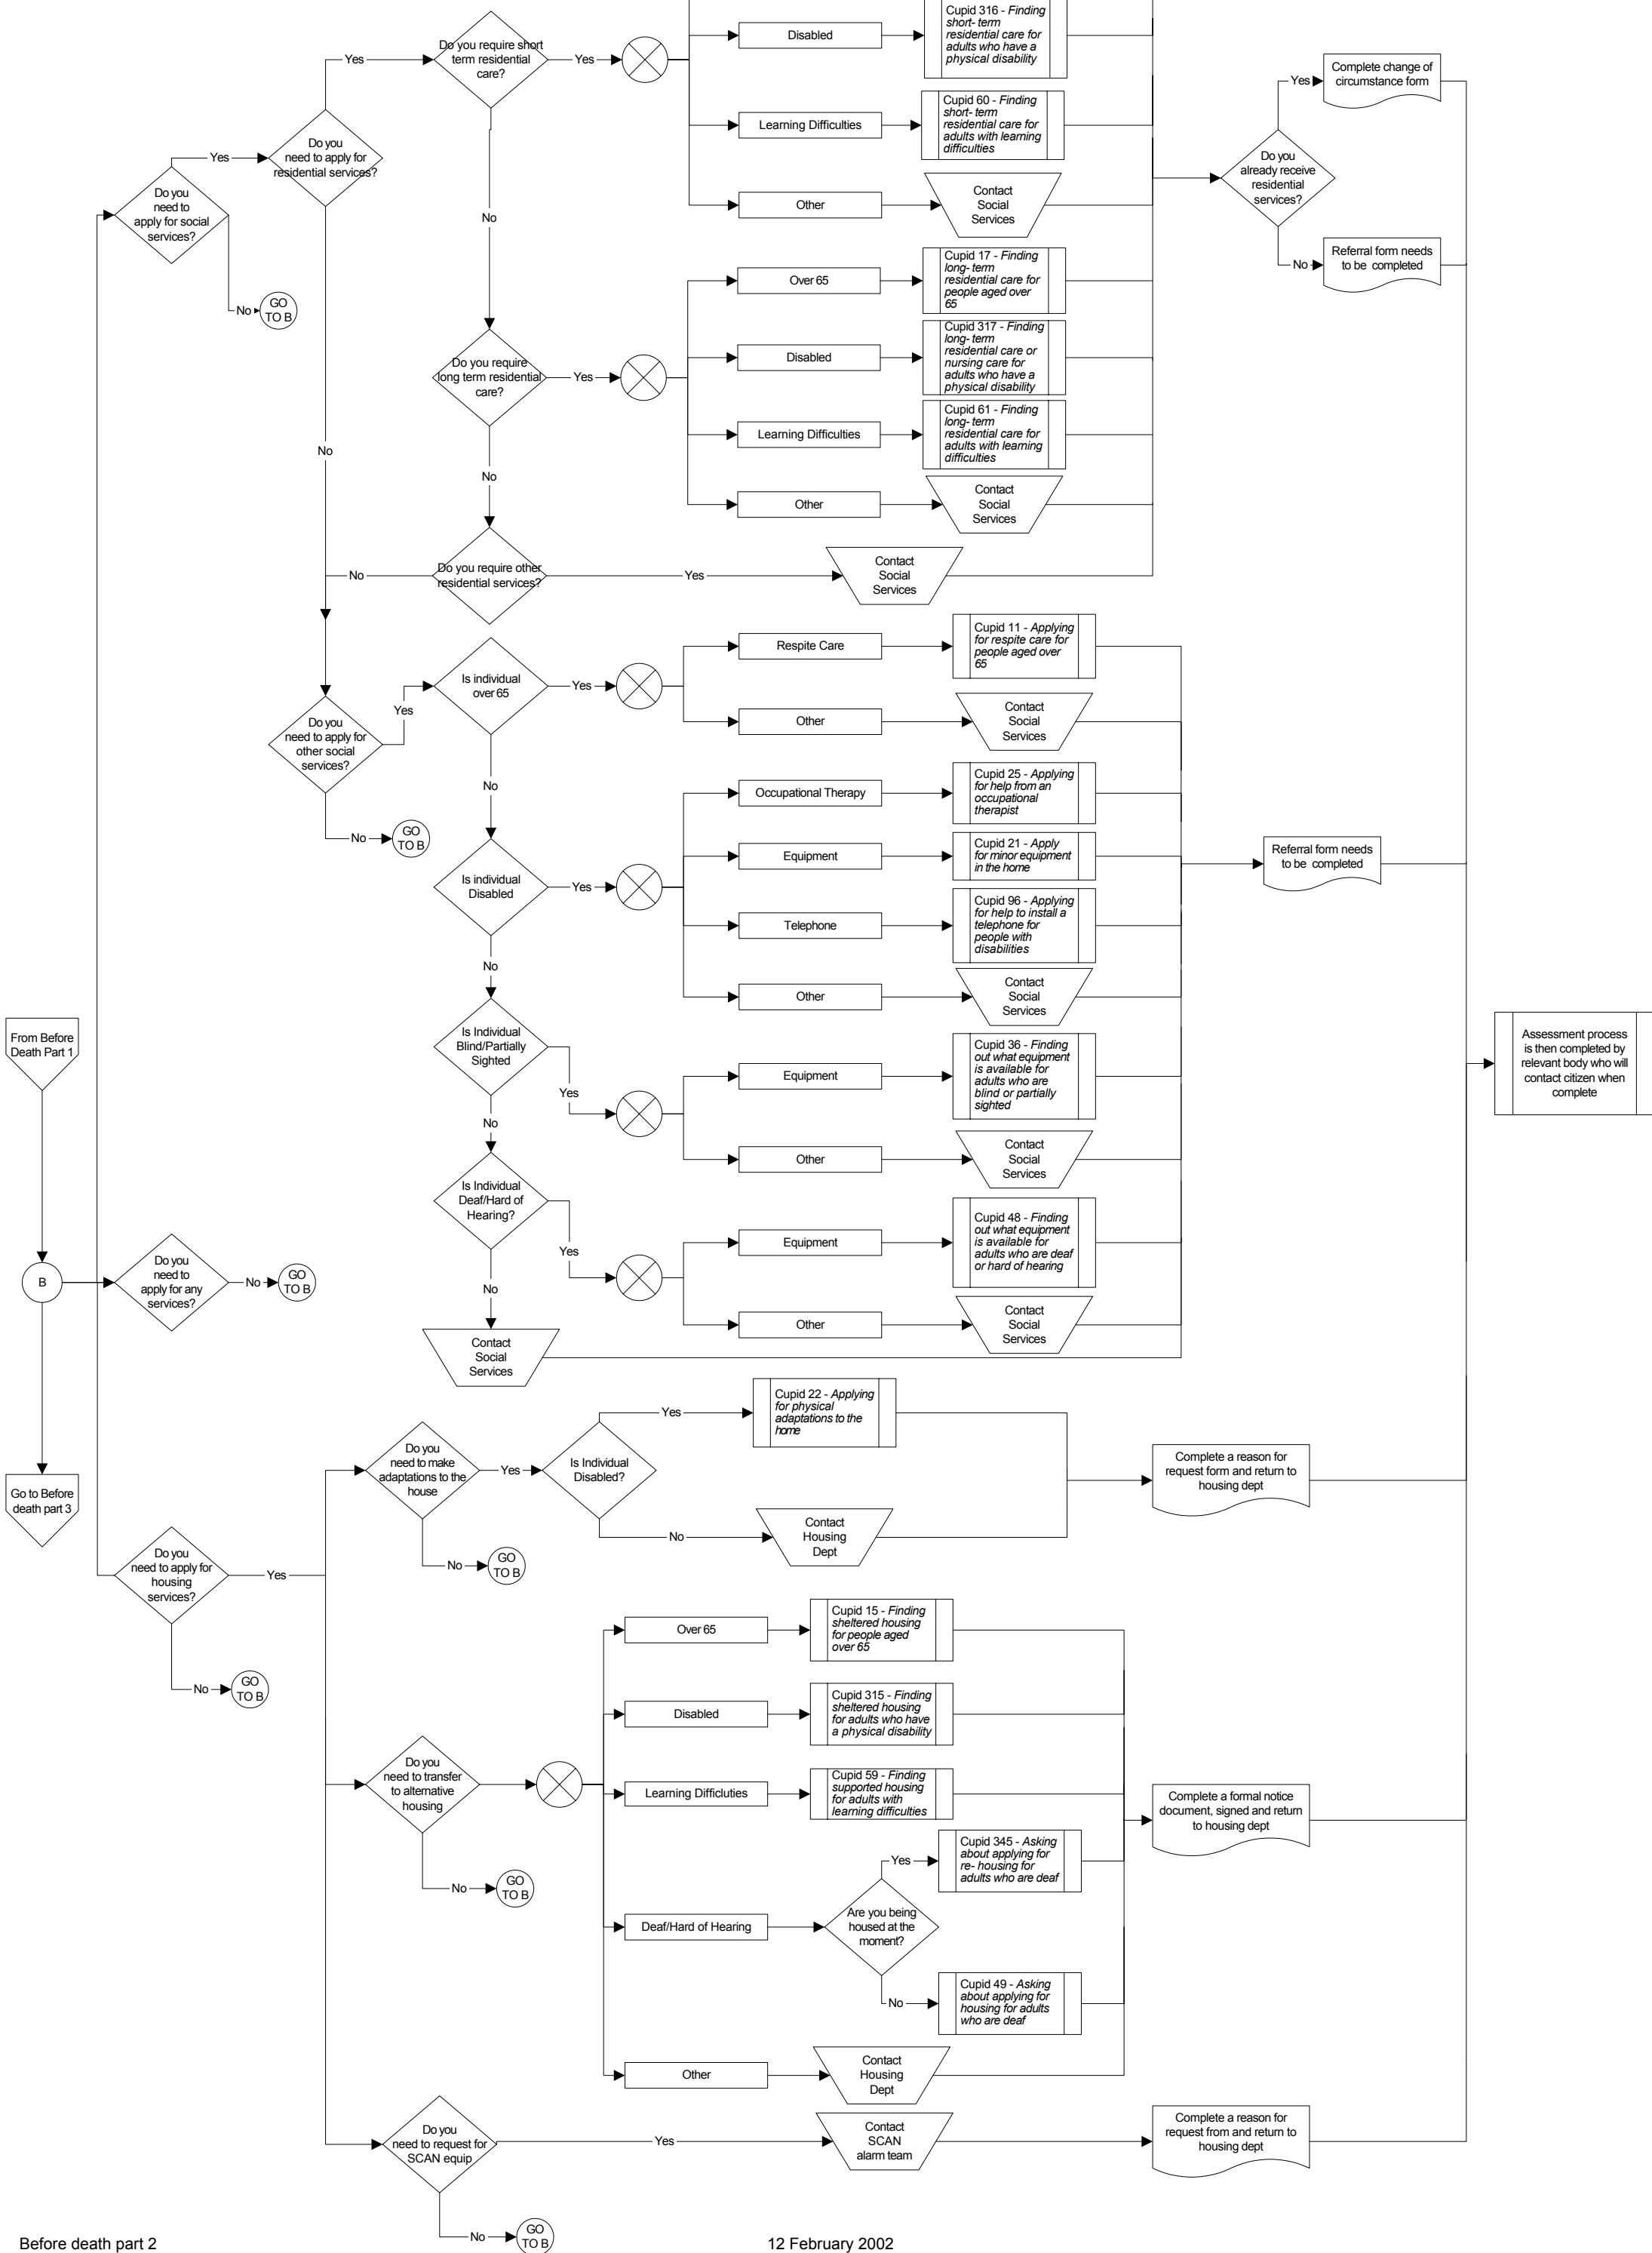 Cupid 316 - Finding
short- term
residential care for
adults who have a
physical disability
Disabled
Do you require short
term residential
care?
Yes
Yes
Complete change of
circumstance form
Yes
Cupid 60 - Finding
short- term
residential care for
adults with learning
difficulties
Learning Difficulties
Do you
need to apply for
residential services?
Yes
Do you
already receive
residential
services?
Do you
need to
apply for social
services?
Contact
Social
Services
Other
No
Referral form needs
to be completed
No
Cupid 17 - Finding
long- term
residential care for
people aged over
65
Over 65
No
GO
TO B
Cupid 317 - Finding
long- term
residential care or
nursing care for
adults who have a
physical disability
Disabled
Do you require
long term residential
care?
Yes
Cupid 61 - Finding
long- term
residential care for
adults with learning
difficulties
Learning Difficulties
No
No
Contact
Social
Services
Other
Do you require other
residential services?
No
Yes
Contact
Social
Services
Respite Care
Cupid 11 - Applying
for respite care for
people aged over
65
Is individual
over 65
Yes
Yes
Other
Contact
Social
Services
Do you
need to apply for
other social
services?
No
Occupational Therapy
Cupid 25 - Applying
for help from an
occupational
therapist
No
GO
TO B
Equipment
Cupid 21 - Apply
for minor equipment
in the home
Referral form needs
to be completed
Is individual
Disabled
Yes
Telephone
Cupid 96 - Applying
for help to install a
telephone for
people with
disabilities
No
Other
Contact
Social
Services
From Before
Death Part 1
Is Individual
Blind/Partially
Sighted
Yes
Equipment
Cupid 36 - Finding
out what equipment
is available for
adults who are
blind or partially
sighted
Assessment process
is then completed by
relevant body who will
contact citizen when
complete
No
Other
Contact
Social
Services
Is Individual
Deaf/Hard of
Hearing?
Yes
Equipment
Cupid 48 - Finding
out what equipment
is available for
adults who are deaf
or hard of hearing
B
Do you
need to
apply for any
services?
No
GO
TO B
No
Other
Contact
Social
Services
Contact
Social
Services
Cupid 22 - Applying
for physical
adaptations to the
home
Yes
Do you
need to make
adaptations to the
house
Yes
Is Individual
Disabled?
Complete a reason for
request form and return to
housing dept
Go to Before
death part 3
No
Contact
Housing
Dept
No
GO
TO B
Do you
need to apply for
housing
services?
Yes
Over 65
Cupid 15 - Finding
sheltered housing
for people aged
over 65
No
GO
TO B
Disabled
Cupid 315 - Finding
sheltered housing
for adults who have
a physical disability
Do you
need to transfer
to alternative
housing
Learning Difficluties
Cupid 59 - Finding
supported housing
for adults with
learning difficulties
Complete a formal notice
document, signed and return
to housing dept
No
GO
TO B
Yes
Cupid 345 - Asking
about applying for
re- housing for
adults who are deaf
Deaf/Hard of Hearing
Are you being
housed at the
moment?
No
Cupid 49 - Asking
about applying for
housing for adults
who are deaf
Other
Contact
Housing
Dept
Do you
need to request for
SCAN equip
Yes
Contact
SCAN
alarm team
Complete a reason for
request from and return to
housing dept
No
GO
TO B
Before death part 2
12 February 2002